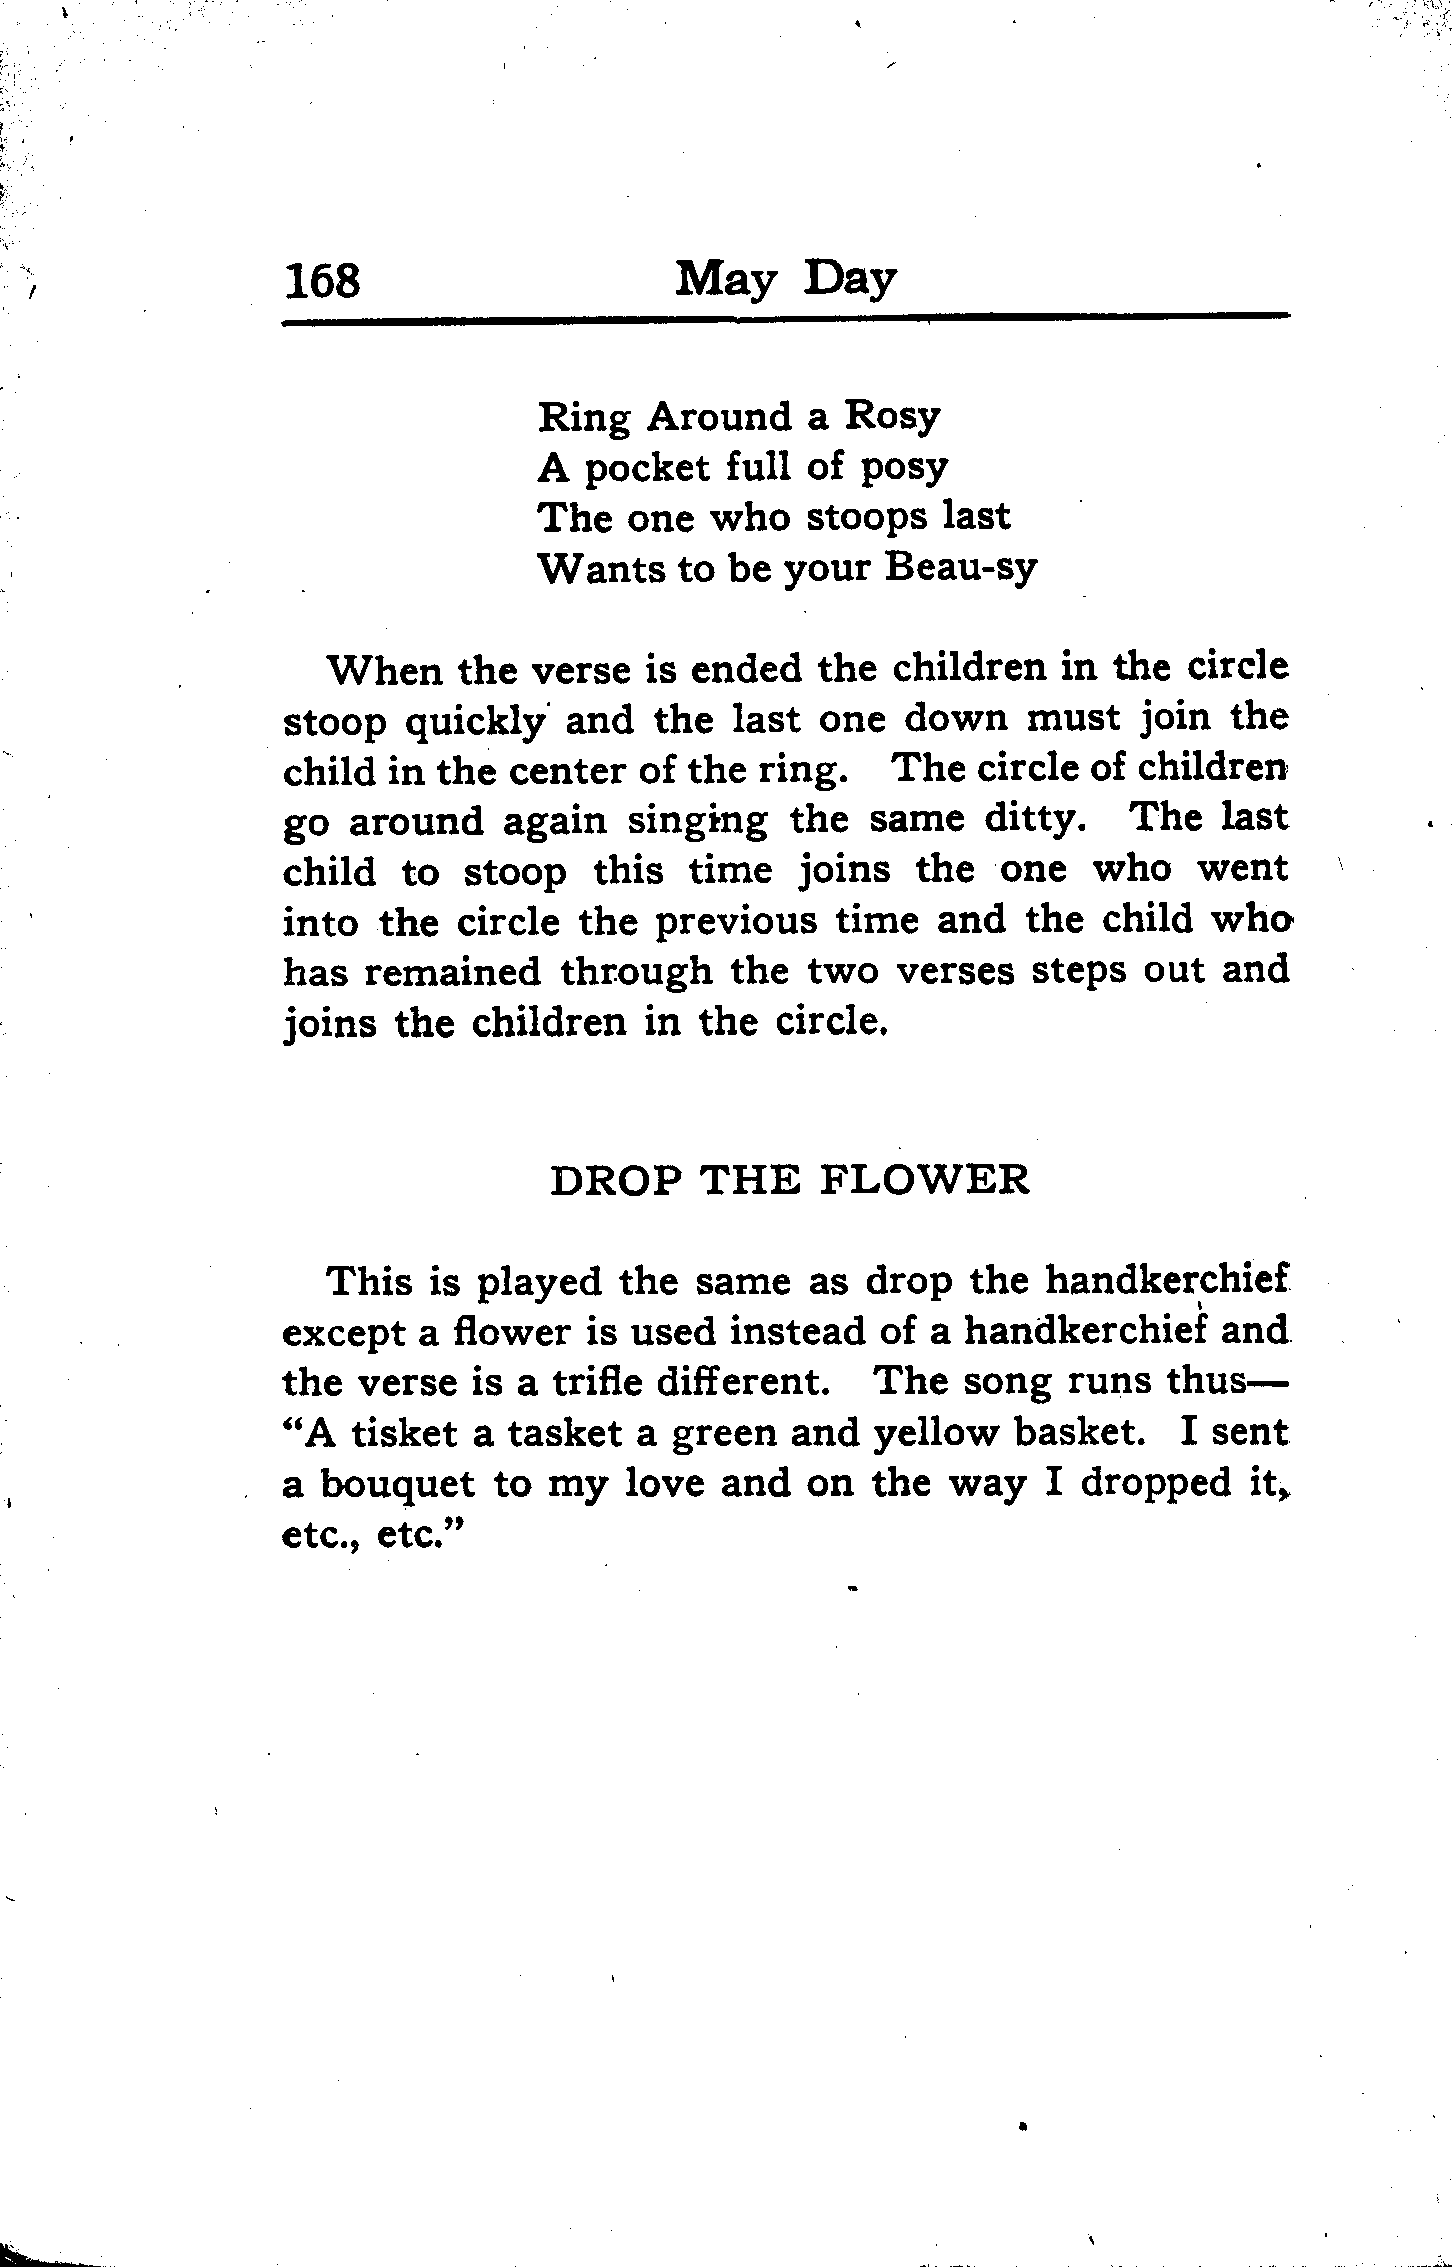 168 May Day
Ring Around a Rosy
A pocket full of posy
The one who stoops last
Wants to be your Beau-sy
When the verse is ended the children in the circle
stoop quickly and the last one down must join the
child in the center of the ring. The circle of children
go around again singing the same ditty. The last
child to stoop this time joins the one who went
into the circle the previous time and the child who
has remained through the two verses steps out and
joins the children in the circle.
DROP THE FLOWER
This is played the same as drop the handkerchief
except a flower is used instead of a handkerchief and
the verse is a trifle different. The song runs thus—
“A tisket a tasket a green and yellow basket. I sent
a bouquet to my love and on the way I dropped it,
etc., etc.”